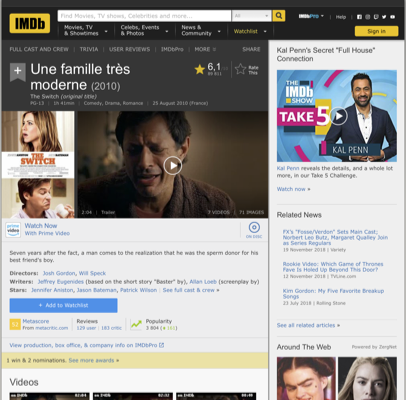 IMDb
Find Movies, TV shows, Celebrities and more...
All
IMDbPro
Help
Movies, TV & Showtimes
Celebs, Events & Photos
News & Community
Watchlist
Sign in
FULL CAST AND CREW | TRIVIA | USER REVIEWS | IMDbPro | MORE
SHARE
Une famille très moderne (2010)
6,1
Rate This
The Switch (original title)
PG-13 | 1h 41min | Comedy, Drama, Romance | 25 August 2010 (France)
THE SWITCH
2:04 | Trailer
7 VIDEOS | 71 IMAGES
prime video
Watch Now
With Prime Video
ON DISC
Seven years after the fact, a man comes to the realization that he was the sperm donor for his best friend's boy.
Directors: Josh Gordon, Will Speck
Writers: Jeffrey Eugenides (based on the short story "Baster" by), Allan Loeb (screenplay by)
Stars: Jennifer Aniston, Jason Bateman, Patrick Wilson | See full cast & crew »
+ Add to Watchlist
52
Metascore
From metacritic.com
Reviews
129 user | 183 critic
Popularity
3 904
View production, box office, & company info on IMDbPro
1 win & 2 nominations. See more awards »
Videos
Kal Penn's Secret "Full House" Connection
THE IMDb SHOW
TAKE 5
KAL PENN
Kal Penn reveals the details, and a whole lot more, in our Take 5 Challenge.
Watch now »
Related News
FX's "Fosse/Verdon" Sets Main Cast; Norbert Leo Butz, Margaret Qualley Join as Series Regulars
19 November 2018 | Variety
Rookie Video: Which Game of Thrones Fave Is Holed Up Beyond This Door?
12 November 2018 | TVLine.com
Kim Gordon: My Five Favorite Breakup Songs
23 July 2018 | Rolling Stone
See all related articles »
Around The Web
Powered by ZergNet